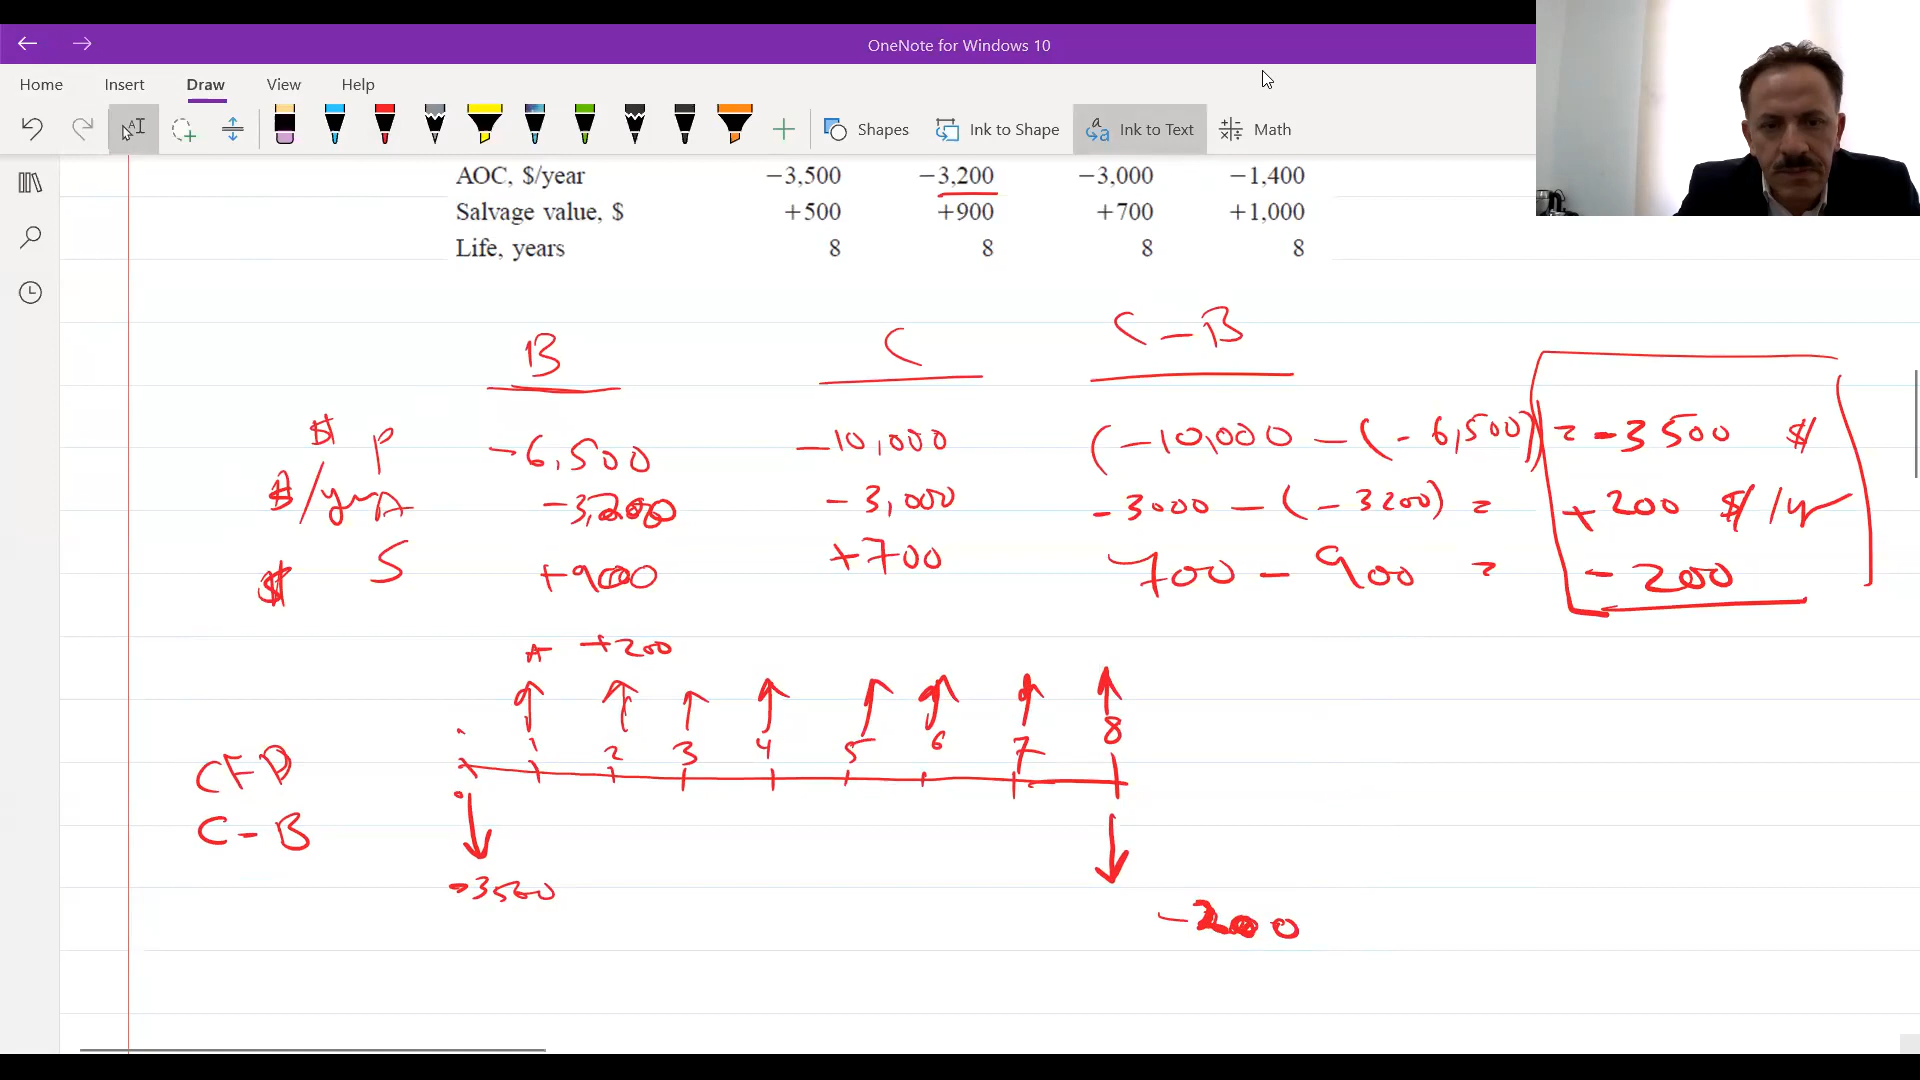 OneNote for Windows 10
Home Insert Draw View Help
Shapes Ink to Shape Ink to Text Math
AOC, $/year −3,500 −3,200 −3,000 −1,400
Salvage value, $ +500 +900 +700 +1,000
Life, years 8 8 8 8
B C C-B
$ P -6,500 -10,000 (-10,000 - (-6,500) = -3500 $
$/yr A -3,200 -3,000 -3000 - (-3200) = +200 $/yr
$ S +900 +700 700 - 900 = -200
A +200
1 2 3 4 5 6 7 8
CFD
C-B
-3500
-200